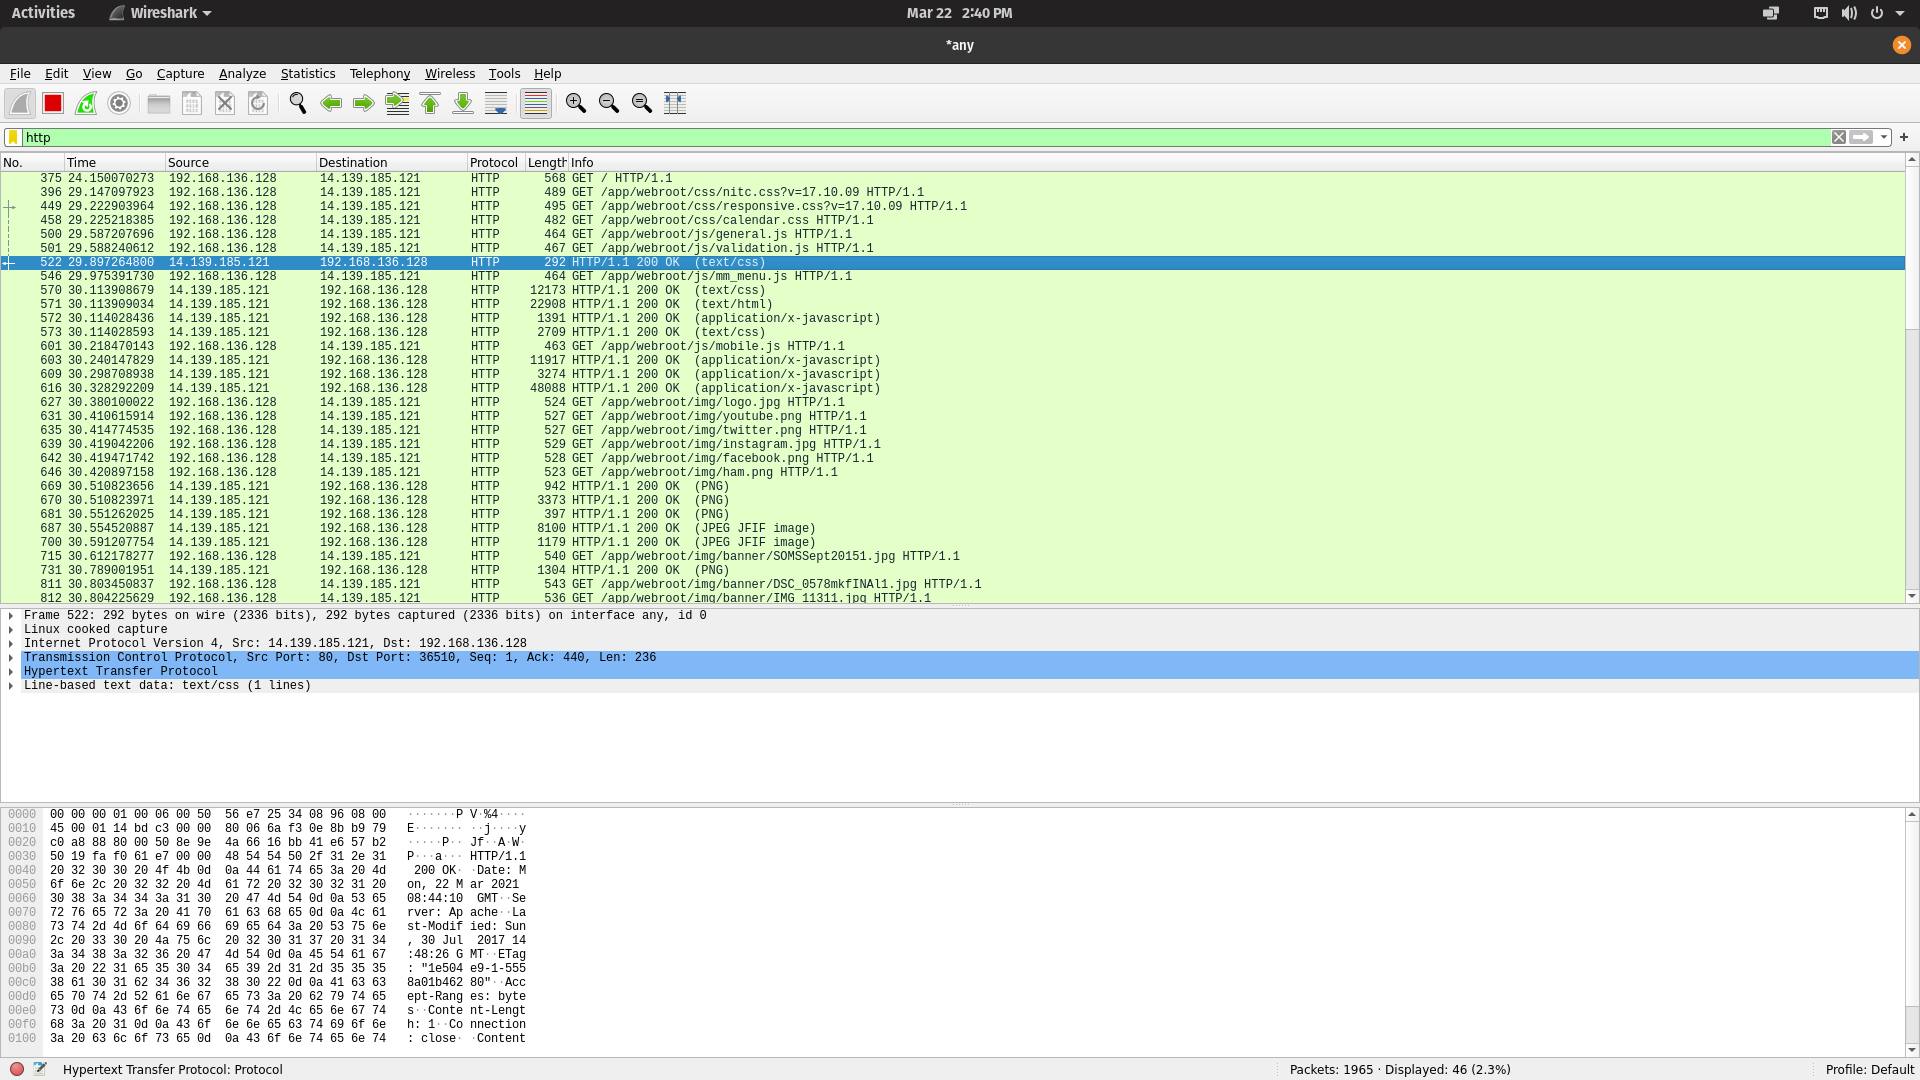 Activities Wireshark Mar 22 2:40 PM
*any
File Edit View Go Capture Analyze Statistics Telephony Wireless Tools Help
http
No. Time Source Destination Protocol Length Info
375 24.150070273 192.168.136.128 14.139.185.121 HTTP 568 GET / HTTP/1.1
396 29.147097923 192.168.136.128 14.139.185.121 HTTP 489 GET /app/webroot/css/nitc.css?v=17.10.09 HTTP/1.1
449 29.222903964 192.168.136.128 14.139.185.121 HTTP 495 GET /app/webroot/css/responsive.css?v=17.10.09 HTTP/1.1
458 29.225218385 192.168.136.128 14.139.185.121 HTTP 482 GET /app/webroot/css/calendar.css HTTP/1.1
500 29.587207696 192.168.136.128 14.139.185.121 HTTP 464 GET /app/webroot/js/general.js HTTP/1.1
501 29.588240612 192.168.136.128 14.139.185.121 HTTP 467 GET /app/webroot/js/validation.js HTTP/1.1
522 29.897264800 14.139.185.121 192.168.136.128 HTTP 292 HTTP/1.1 200 OK (text/css)
546 29.975391730 192.168.136.128 14.139.185.121 HTTP 464 GET /app/webroot/js/mm_menu.js HTTP/1.1
570 30.113908679 14.139.185.121 192.168.136.128 HTTP 12173 HTTP/1.1 200 OK (text/css)
571 30.113909034 14.139.185.121 192.168.136.128 HTTP 22908 HTTP/1.1 200 OK (text/html)
572 30.114028436 14.139.185.121 192.168.136.128 HTTP 1391 HTTP/1.1 200 OK (application/x-javascript)
573 30.114028593 14.139.185.121 192.168.136.128 HTTP 2709 HTTP/1.1 200 OK (text/css)
601 30.218470143 192.168.136.128 14.139.185.121 HTTP 463 GET /app/webroot/js/mobile.js HTTP/1.1
603 30.240147829 14.139.185.121 192.168.136.128 HTTP 11917 HTTP/1.1 200 OK (application/x-javascript)
609 30.298708938 14.139.185.121 192.168.136.128 HTTP 3274 HTTP/1.1 200 OK (application/x-javascript)
616 30.328292209 14.139.185.121 192.168.136.128 HTTP 48088 HTTP/1.1 200 OK (application/x-javascript)
627 30.380100022 192.168.136.128 14.139.185.121 HTTP 524 GET /app/webroot/img/logo.jpg HTTP/1.1
631 30.410615914 192.168.136.128 14.139.185.121 HTTP 527 GET /app/webroot/img/youtube.png HTTP/1.1
635 30.414774535 192.168.136.128 14.139.185.121 HTTP 527 GET /app/webroot/img/twitter.png HTTP/1.1
639 30.419042206 192.168.136.128 14.139.185.121 HTTP 529 GET /app/webroot/img/instagram.jpg HTTP/1.1
642 30.419471742 192.168.136.128 14.139.185.121 HTTP 528 GET /app/webroot/img/facebook.png HTTP/1.1
646 30.420897158 192.168.136.128 14.139.185.121 HTTP 523 GET /app/webroot/img/ham.png HTTP/1.1
669 30.510823656 14.139.185.121 192.168.136.128 HTTP 942 HTTP/1.1 200 OK (PNG)
670 30.510823971 14.139.185.121 192.168.136.128 HTTP 3373 HTTP/1.1 200 OK (PNG)
681 30.551262025 14.139.185.121 192.168.136.128 HTTP 397 HTTP/1.1 200 OK (PNG)
687 30.554520887 14.139.185.121 192.168.136.128 HTTP 8100 HTTP/1.1 200 OK (JPEG JFIF image)
700 30.591207754 14.139.185.121 192.168.136.128 HTTP 1179 HTTP/1.1 200 OK (JPEG JFIF image)
715 30.612178277 192.168.136.128 14.139.185.121 HTTP 540 GET /app/webroot/img/banner/SOMSSept20151.jpg HTTP/1.1
731 30.789001951 14.139.185.121 192.168.136.128 HTTP 1304 HTTP/1.1 200 OK (PNG)
811 30.803450837 192.168.136.128 14.139.185.121 HTTP 543 GET /app/webroot/img/banner/DSC_0578mkfINAl1.jpg HTTP/1.1
812 30.804225629 192.168.136.128 14.139.185.121 HTTP 536 GET /app/webroot/img/banner/IMG_11311.jpg HTTP/1.1
Frame 522: 292 bytes on wire (2336 bits), 292 bytes captured (2336 bits) on interface any, id 0
Linux cooked capture
Internet Protocol Version 4, Src: 14.139.185.121, Dst: 192.168.136.128
Transmission Control Protocol, Src Port: 80, Dst Port: 36510, Seq: 1, Ack: 440, Len: 236
Hypertext Transfer Protocol
Line-based text data: text/css (1 lines)
0000 00 00 00 01 00 06 00 50 56 e7 25 34 08 96 08 00 ·······P V·%4····
0010 45 00 01 14 bd c3 00 00 80 06 6a f3 0e 8b b9 79 E······· ··j····y
0020 c0 a8 88 80 00 50 8e 9e 4a 66 16 bb 41 e6 57 b2 ·····P·· Jf··A·W·
0030 50 19 fa f0 61 e7 00 00 48 54 54 50 2f 31 2e 31 P···a··· HTTP/1.1
0040 20 32 30 30 20 4f 4b 0d 0a 44 61 74 65 3a 20 4d 200 OK· ·Date: M
0050 6f 6e 2c 20 32 32 20 4d 61 72 20 32 30 32 31 20 on, 22 M ar 2021
0060 30 38 3a 34 34 3a 31 30 20 47 4d 54 0d 0a 53 65 08:44:10 GMT··Se
0070 72 76 65 72 3a 20 41 70 61 63 68 65 0d 0a 4c 61 rver: Ap ache··La
0080 73 74 2d 4d 6f 64 69 66 69 65 64 3a 20 53 75 6e st-Modif ied: Sun
0090 2c 20 33 30 20 4a 75 6c 20 32 30 31 37 20 31 34 , 30 Jul 2017 14
00a0 3a 34 38 3a 32 36 20 47 4d 54 0d 0a 45 54 61 67 :48:26 G MT··ETag
00b0 3a 20 22 31 65 35 30 34 65 39 2d 31 2d 35 35 35 : "1e504 e9-1-555
00c0 38 61 30 31 62 34 36 32 38 30 22 0d 0a 41 63 63 8a01b462 80"··Acc
00d0 65 70 74 2d 52 61 6e 67 65 73 3a 20 62 79 74 65 ept-Rang es: byte
00e0 73 0d 0a 43 6f 6e 74 65 6e 74 2d 4c 65 6e 67 74 s··Conte nt-Lengt
00f0 68 3a 20 31 0d 0a 43 6f 6e 6e 65 63 74 69 6f 6e h: 1··Co nnection
0100 3a 20 63 6c 6f 73 65 0d 0a 43 6f 6e 74 65 6e 74 : close· ·Content
Hypertext Transfer Protocol: Protocol Packets: 1965 · Displayed: 46 (2.3%) Profile: Default